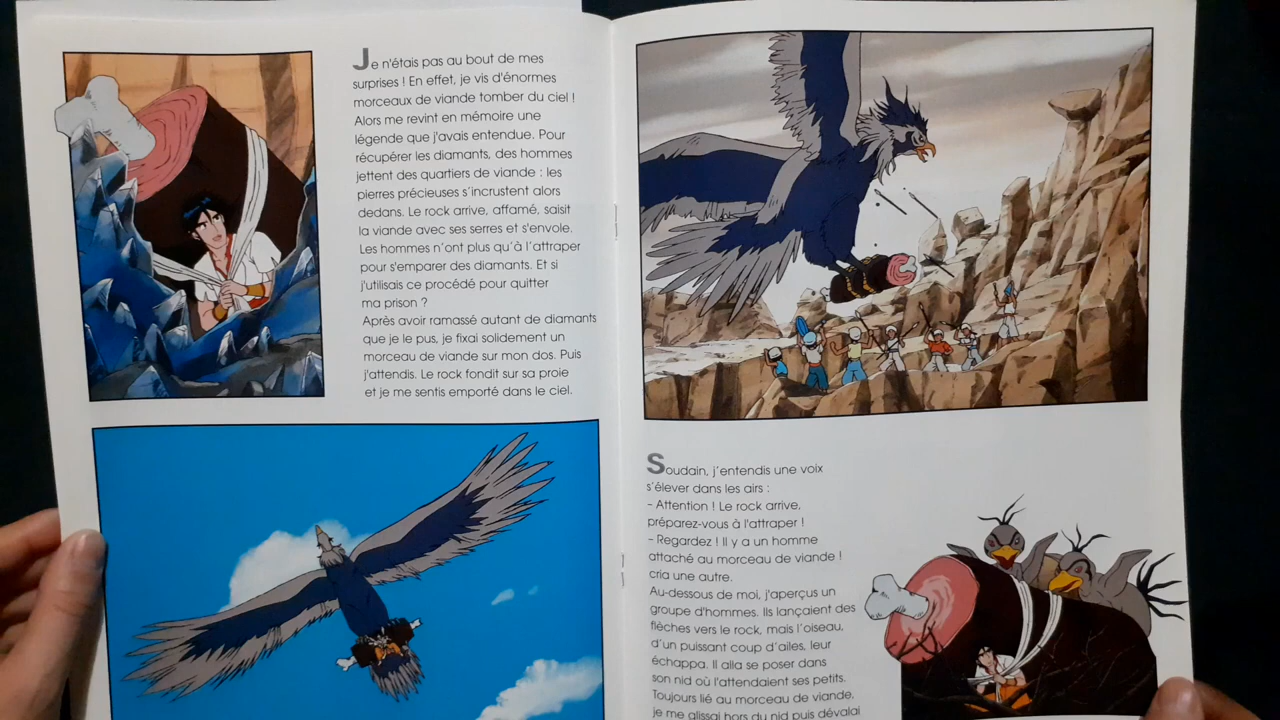 Je n'étais pas au bout de mes
surprises ! En effet, je vis d'énormes
morceaux de viande tomber du ciel !
Alors me revint en mémoire une
légende que j'avais entendue. Pour
récupérer les diamants, des hommes
jettent des quartiers de viande : les
pierres précieuses s'incrustent alors
dedans. Le rock arrive, affamé, saisit
la viande avec ses serres et s'envole.
Les hommes n'ont plus qu'à l'attraper
pour s'emparer des diamants. Et si
j'utilisais ce procédé pour quitter
ma prison ?
Après avoir ramassé autant de diamants
que je le pus, je fixai solidement un
morceau de viande sur mon dos. Puis
j'attendis. Le rock fondit sur sa proie
et je me sentis emporté dans le ciel.
Soudain, j'entendis une voix
s'élever dans les airs :
– Attention ! Le rock arrive,
préparez-vous à l'attraper !
– Regardez ! Il y a un homme
attaché au morceau de viande !
cria une autre.
Au-dessous de moi, j'aperçus un
groupe d'hommes. Ils lançaient des
flèches vers le rock, mais l'oiseau,
d'un puissant coup d'ailes, leur
échappa. Il alla se poser dans
son nid où l'attendaient ses petits.
Toujours lié au morceau de viande,
je me glissai hors du nid puis dévalai